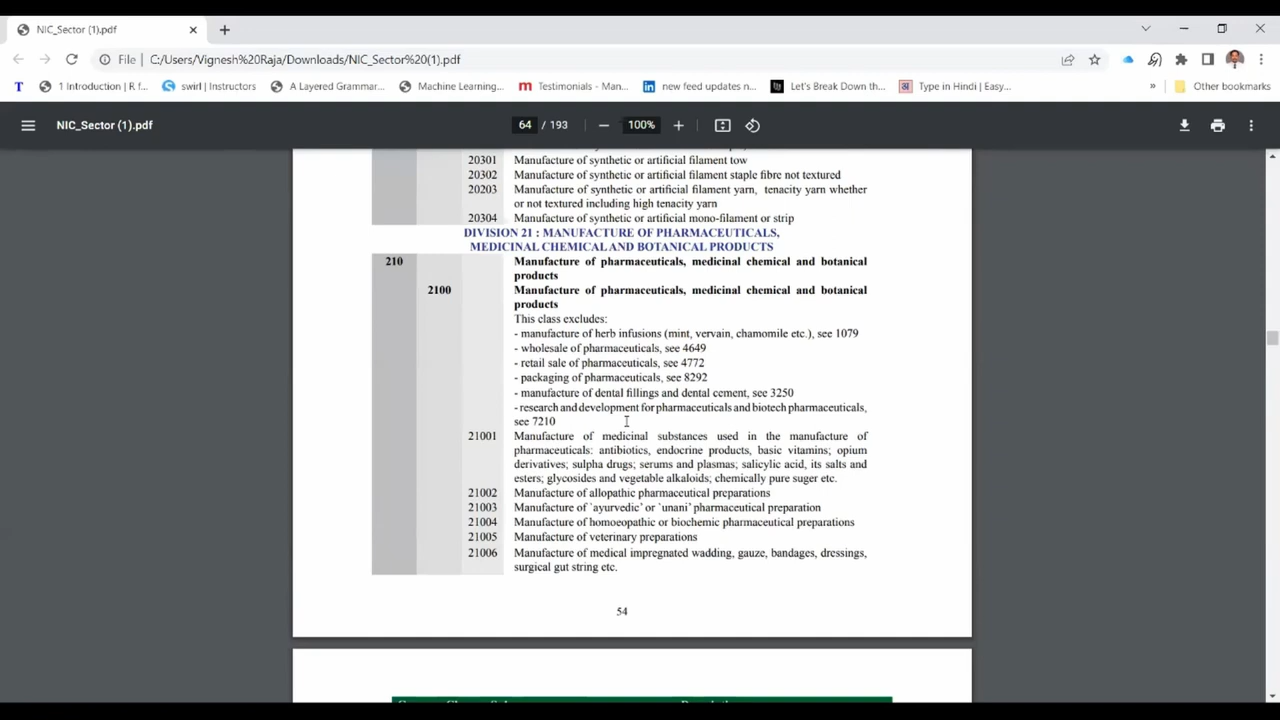 NIC_Sector (1).pdf
File C:/Users/Vignesh%20Raja/Downloads/NIC_Sector%20(1).pdf
T 1 Introduction | R f... swirl | Instructors A Layered Grammar... Machine Learning... Testimonials - Man... new feed updates n... Let's Break Down th... Type in Hindi | Easy... » Other bookmarks
NIC_Sector (1).pdf 64 / 193 100%
20301 Manufacture of synthetic or artificial filament tow
20302 Manufacture of synthetic or artificial filament staple fibre not textured
20203 Manufacture of synthetic or artificial filament yarn, tenacity yarn whether
or not textured including high tenacity yarn
20304 Manufacture of synthetic or artificial mono-filament or strip
DIVISION 21 : MANUFACTURE OF PHARMACEUTICALS,
MEDICINAL CHEMICAL AND BOTANICAL PRODUCTS
210 Manufacture of pharmaceuticals, medicinal chemical and botanical
products
2100 Manufacture of pharmaceuticals, medicinal chemical and botanical
products
This class excludes:
- manufacture of herb infusions (mint, vervain, chamomile etc.), see 1079
- wholesale of pharmaceuticals, see 4649
- retail sale of pharmaceuticals, see 4772
- packaging of pharmaceuticals, see 8292
- manufacture of dental fillings and dental cement, see 3250
- research and development for pharmaceuticals and biotech pharmaceuticals,
see 7210
21001 Manufacture of medicinal substances used in the manufacture of
pharmaceuticals: antibiotics, endocrine products, basic vitamins; opium
derivatives; sulpha drugs; serums and plasmas; salicylic acid, its salts and
esters; glycosides and vegetable alkaloids; chemically pure suger etc.
21002 Manufacture of allopathic pharmaceutical preparations
21003 Manufacture of `ayurvedic' or `unani' pharmaceutical preparation
21004 Manufacture of homoeopathic or biochemic pharmaceutical preparations
21005 Manufacture of veterinary preparations
21006 Manufacture of medical impregnated wadding, gauze, bandages, dressings,
surgical gut string etc.
54